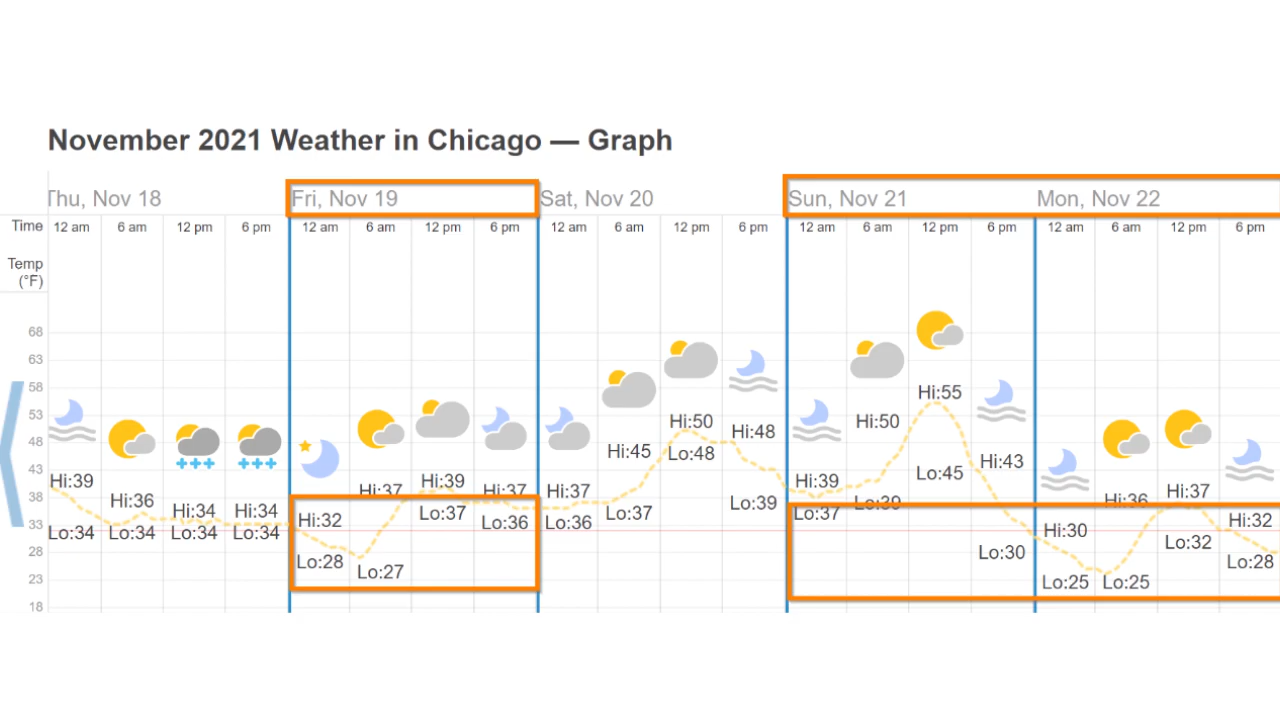 November 2021 Weather in Chicago — Graph
Thu, Nov 18 Fri, Nov 19 Sat, Nov 20 Sun, Nov 21 Mon, Nov 22
Time 12 am 6 am 12 pm 6 pm 12 am 6 am 12 pm 6 pm 12 am 6 am 12 pm 6 pm 12 am 6 am 12 pm 6 pm 12 am 6 am 12 pm 6 pm
Temp
(°F)
68
63
58
53
48
43
38
33
28
23
18
Hi:39 Hi:36 Hi:34 Hi:34 Hi:32 Hi:37 Hi:39 Hi:37 Hi:37 Hi:45 Hi:50 Hi:48 Hi:39 Hi:50 Hi:55 Hi:43 Hi:30 Hi:36 Hi:37 Hi:32
Lo:34 Lo:34 Lo:34 Lo:34 Lo:28 Lo:27 Lo:37 Lo:36 Lo:36 Lo:37 Lo:48 Lo:39 Lo:37 Lo:39 Lo:45 Lo:30 Lo:25 Lo:25 Lo:32 Lo:28